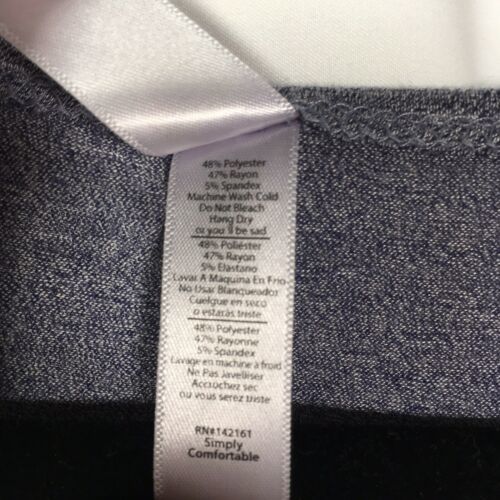 48% Polyester
47% Rayon
5% Spandex
Machine Wash Cold
Do Not Bleach
Hang Dry
or you ll be sad
48% Poliéster
47% Rayon
5% Elastano
Lavar A Maquina En Frio
No Usar Blanqueador
Cuelgue en seco
o estarás triste
48% Polyester
47% Rayonne
5% Spandex
Lavage en machine à froid
Ne Pas Javelliser
Accrochez sec
ou vous serez triste
RN#142161
Simply
Comfortable